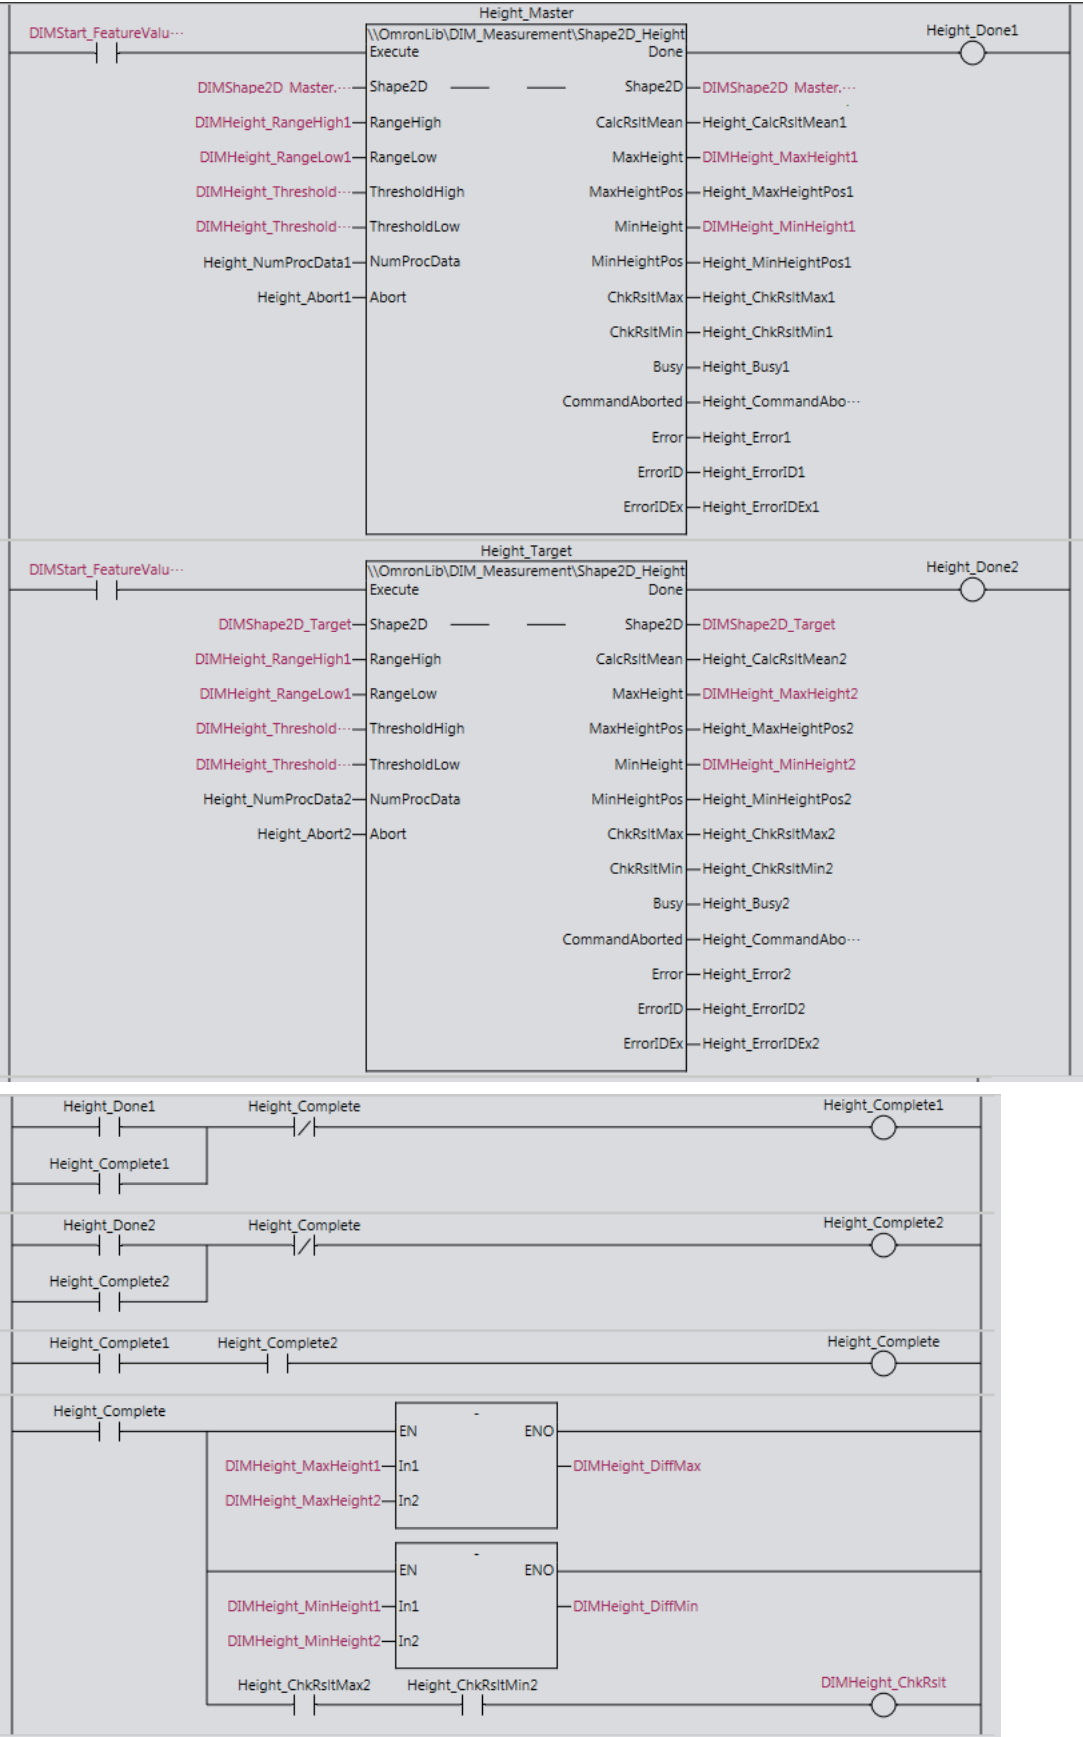 Height_Master
DIMStart_FeatureValu···
\\OmronLib\DIM_Measurement\Shape2D_Height
Height_Done1
Execute Done
DIMShape2D Master.··· Shape2D Shape2D DIMShape2D Master.···
DIMHeight_RangeHigh1 RangeHigh CalcRsltMean Height_CalcRsltMean1
DIMHeight_RangeLow1 RangeLow MaxHeight DIMHeight_MaxHeight1
DIMHeight_Threshold··· ThresholdHigh MaxHeightPos Height_MaxHeightPos1
DIMHeight_Threshold··· ThresholdLow MinHeight DIMHeight_MinHeight1
Height_NumProcData1 NumProcData MinHeightPos Height_MinHeightPos1
Height_Abort1 Abort ChkRsltMax Height_ChkRsltMax1
ChkRsltMin Height_ChkRsltMin1
Busy Height_Busy1
CommandAborted Height_CommandAbo···
Error Height_Error1
ErrorID Height_ErrorID1
ErrorIDEx Height_ErrorIDEx1
Height_Target
DIMStart_FeatureValu···
\\OmronLib\DIM_Measurement\Shape2D_Height
Height_Done2
Execute Done
DIMShape2D_Target Shape2D Shape2D DIMShape2D_Target
DIMHeight_RangeHigh1 RangeHigh CalcRsltMean Height_CalcRsltMean2
DIMHeight_RangeLow1 RangeLow MaxHeight DIMHeight_MaxHeight2
DIMHeight_Threshold··· ThresholdHigh MaxHeightPos Height_MaxHeightPos2
DIMHeight_Threshold··· ThresholdLow MinHeight DIMHeight_MinHeight2
Height_NumProcData2 NumProcData MinHeightPos Height_MinHeightPos2
Height_Abort2 Abort ChkRsltMax Height_ChkRsltMax2
ChkRsltMin Height_ChkRsltMin2
Busy Height_Busy2
CommandAborted Height_CommandAbo···
Error Height_Error2
ErrorID Height_ErrorID2
ErrorIDEx Height_ErrorIDEx2
Height_Done1 Height_Complete Height_Complete1
Height_Complete1
Height_Done2 Height_Complete Height_Complete2
Height_Complete2
Height_Complete1 Height_Complete2 Height_Complete
Height_Complete
-
EN ENO
DIMHeight_MaxHeight1 In1 DIMHeight_DiffMax
DIMHeight_MaxHeight2 In2
-
EN ENO
DIMHeight_MinHeight1 In1 DIMHeight_DiffMin
DIMHeight_MinHeight2 In2
Height_ChkRsltMax2 Height_ChkRsltMin2 DIMHeight_ChkRslt